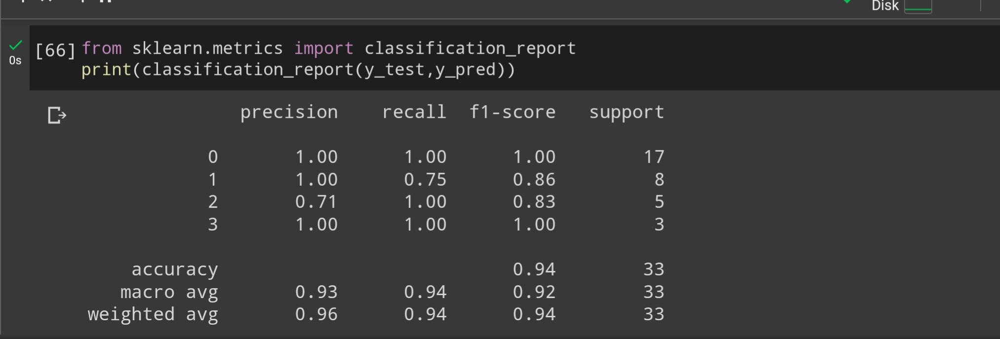 Disk
[66] from sklearn.metrics import classification_report
0s print(classification_report(y_test,y_pred))
precision recall f1-score support
0 1.00 1.00 1.00 17
1 1.00 0.75 0.86 8
2 0.71 1.00 0.83 5
3 1.00 1.00 1.00 3
accuracy 0.94 33
macro avg 0.93 0.94 0.92 33
weighted avg 0.96 0.94 0.94 33